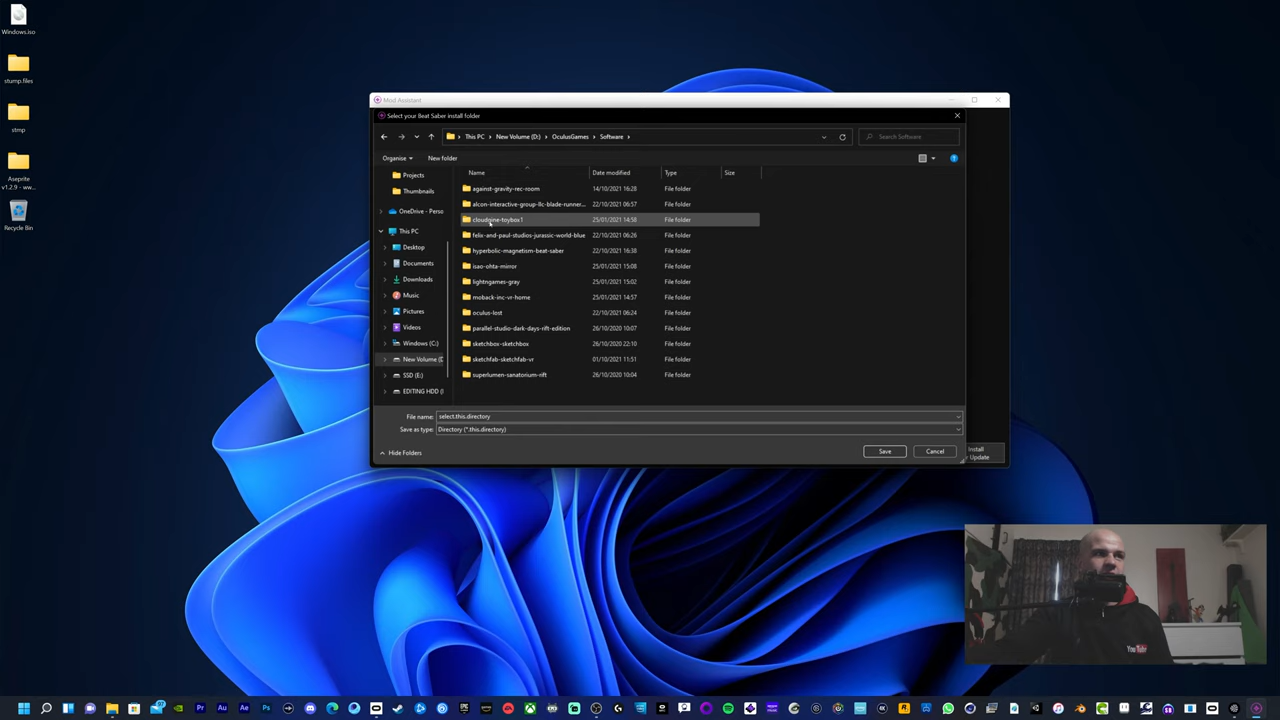 Windows.iso
stump.files
stmp
Aseprite
v1.2.9 - ww...
Recycle Bin
Mod Assistant
Select your Beat Saber install folder
This PC > New Volume (D:) > OculusGames > Software >
Search Software
Organise
New folder
Projects
Thumbnails
OneDrive - Perso
This PC
Desktop
Documents
Downloads
Music
Pictures
Videos
Windows (C:)
New Volume (D
SSD (E:)
EDITING HDD (
Name Date modified Type Size
against-gravity-rec-room 14/10/2021 16:28 File folder
alcon-interactive-group-llc-blade-runner... 22/10/2021 06:57 File folder
cloudgine-toybox1 25/01/2021 14:58 File folder
felix-and-paul-studios-jurassic-world-blue 22/10/2021 06:26 File folder
hyperbolic-magnetism-beat-saber 22/10/2021 16:38 File folder
isao-ohta-mirror 25/01/2021 15:08 File folder
lightngames-gray 25/01/2021 15:02 File folder
moback-inc-vr-home 25/01/2021 14:57 File folder
oculus-lost 22/10/2021 06:24 File folder
parallel-studio-dark-days-rift-edition 26/10/2020 10:07 File folder
sketchbox-sketchbox 26/10/2020 22:10 File folder
sketchfab-sketchfab-vr 01/10/2021 11:51 File folder
superlumen-sanatorium-rift 26/10/2020 10:04 File folder
File name: select.this.directory
Save as type: Directory (*.this.directory)
Hide Folders
Save
Cancel
Install
Update
YouTube
Pr Au Ae Ps